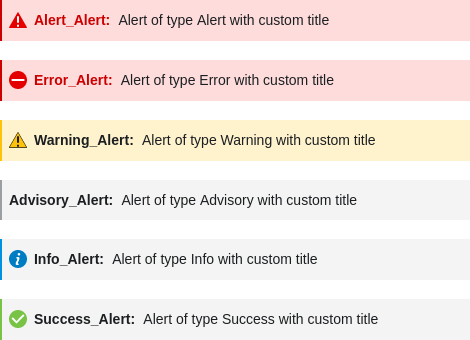 Alert_Alert: Alert of type Alert with custom title
Error_Alert: Alert of type Error with custom title
Warning_Alert: Alert of type Warning with custom title
Advisory_Alert: Alert of type Advisory with custom title
Info_Alert: Alert of type Info with custom title
Success_Alert: Alert of type Success with custom title